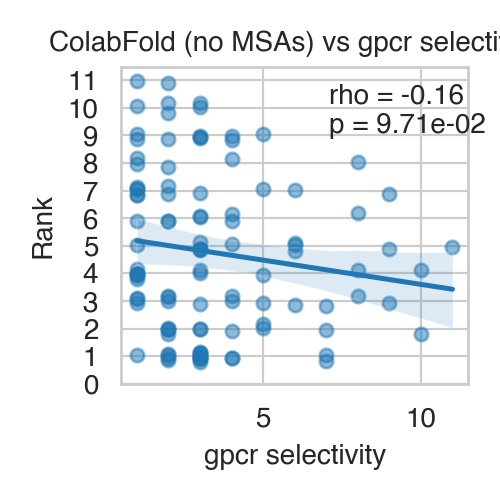 ColabFold (no MSAs) vs gpcr selectiv
rho = -0.16
p = 9.71e-02
11
10
9
8
7
6
5
4
3
2
1
0
Rank
5
10
gpcr selectivity